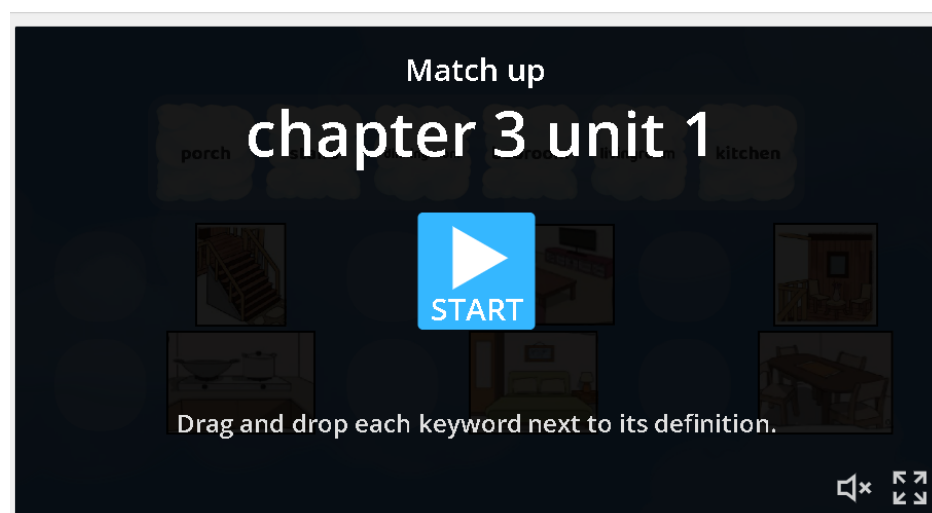 Match up
chapter 3 unit 1
porch kitchen
START
Drag and drop each keyword next to its definition.